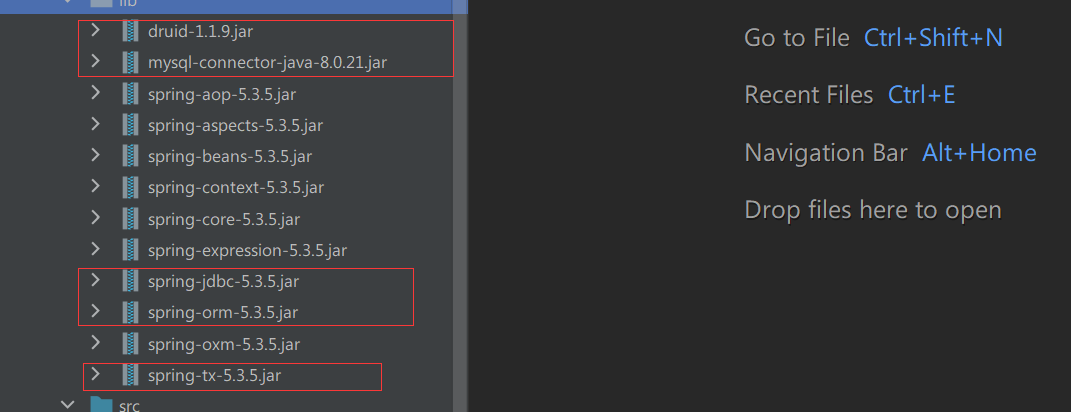 lib
druid-1.1.9.jar
mysql-connector-java-8.0.21.jar
spring-aop-5.3.5.jar
spring-aspects-5.3.5.jar
spring-beans-5.3.5.jar
spring-context-5.3.5.jar
spring-core-5.3.5.jar
spring-expression-5.3.5.jar
spring-jdbc-5.3.5.jar
spring-orm-5.3.5.jar
spring-oxm-5.3.5.jar
spring-tx-5.3.5.jar
src
Go to File Ctrl+Shift+N
Recent Files Ctrl+E
Navigation Bar Alt+Home
Drop files here to open